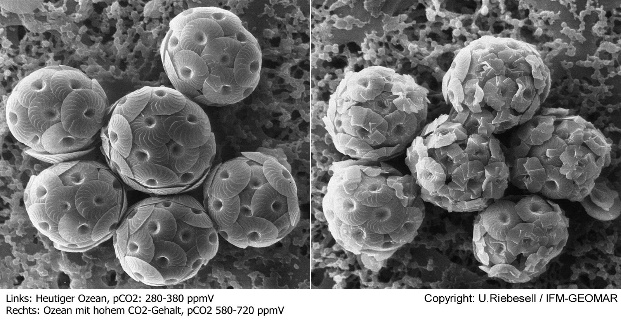 Links: Heutiger Ozean, pCO2: 280-380 ppmV
Rechts: Ozean mit hohem CO2-Gehalt, pCO2 580-720 ppmV
Copyright: U.Riebesell / IFM-GEOMAR